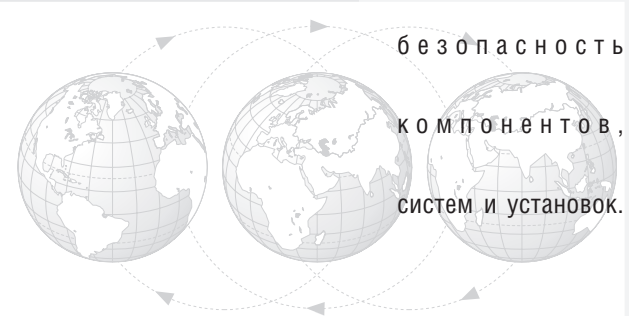 безопасность
компонентов,
систем и установок.